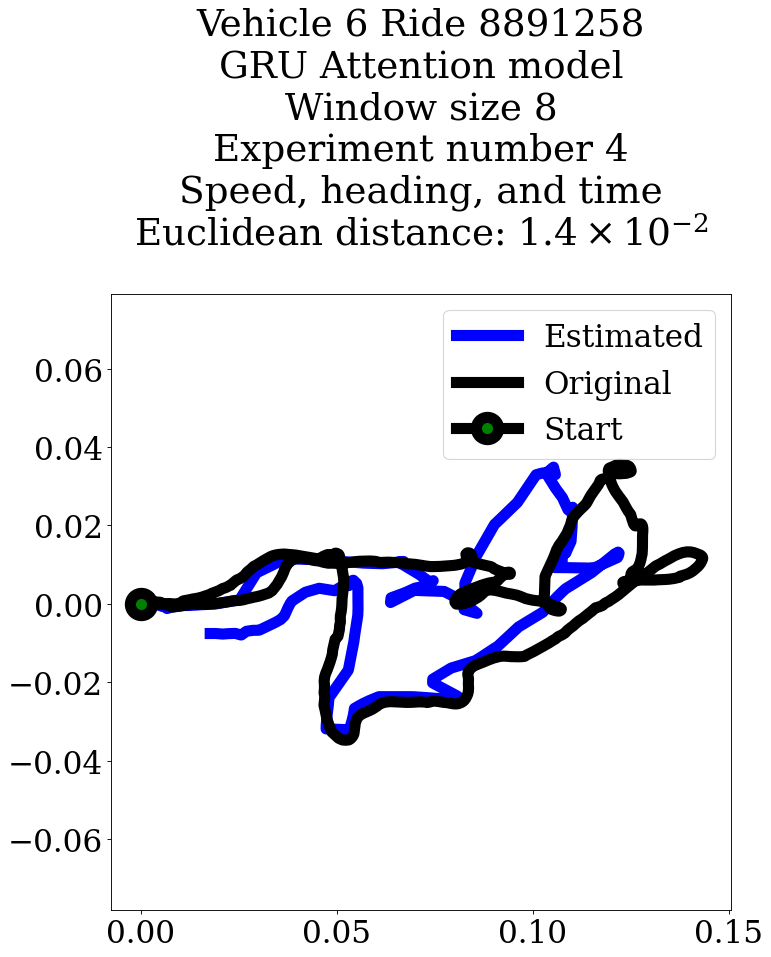 Vehicle 6 Ride 8891258
GRU Attention model
Window size 8
Experiment number 4
Speed, heading, and time
Euclidean distance: 1.4 × 10⁻²
Estimated
Original
Start
0.06
0.04
0.02
0.00
−0.02
−0.04
−0.06
0.00 0.05 0.10 0.15